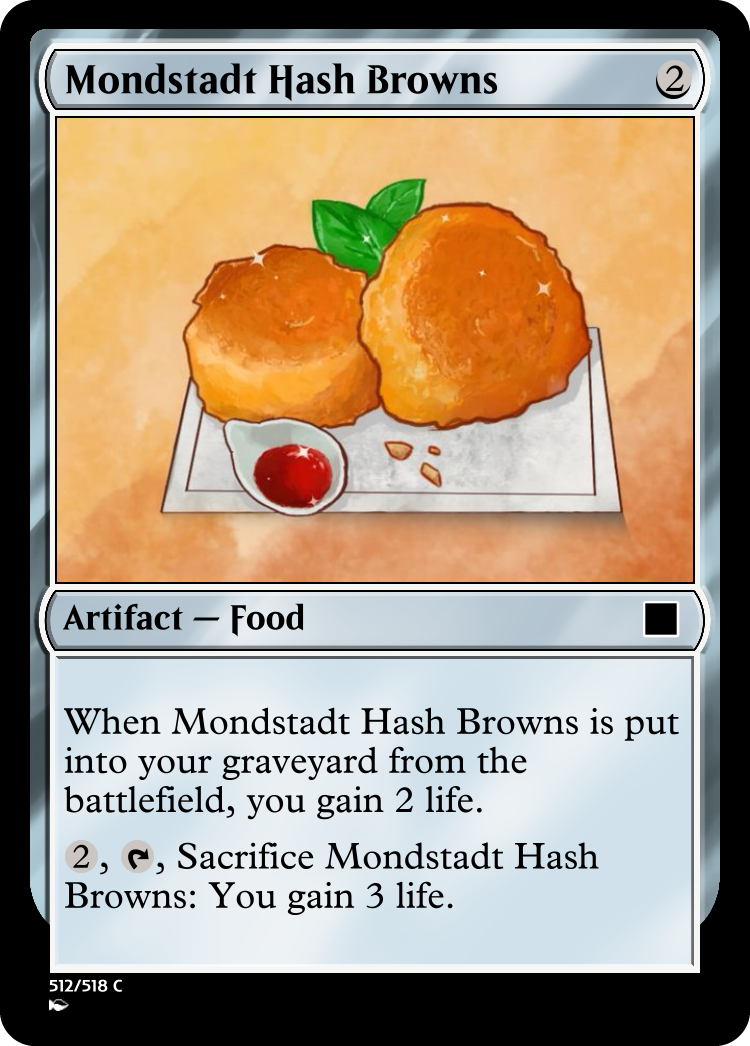 Mondstadt Hash Browns 2
Artifact — Food
When Mondstadt Hash Browns is put
into your graveyard from the
battlefield, you gain 2 life.
2, , Sacrifice Mondstadt Hash
Browns: You gain 3 life.
512/518 C